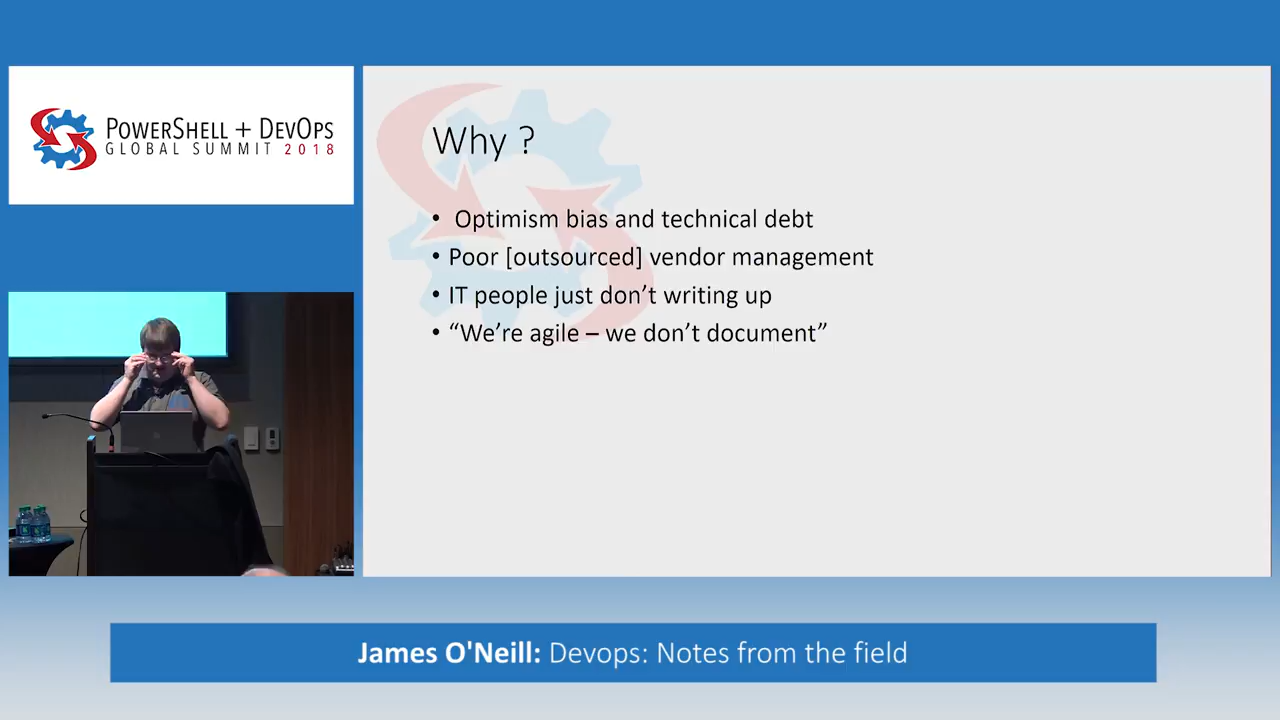 POWERSHELL + DEVOPS
GLOBAL SUMMIT 2018
Why ?
• Optimism bias and technical debt
• Poor [outsourced] vendor management
• IT people just don’t writing up
• “We’re agile – we don’t document”
James O'Neill: Devops: Notes from the field